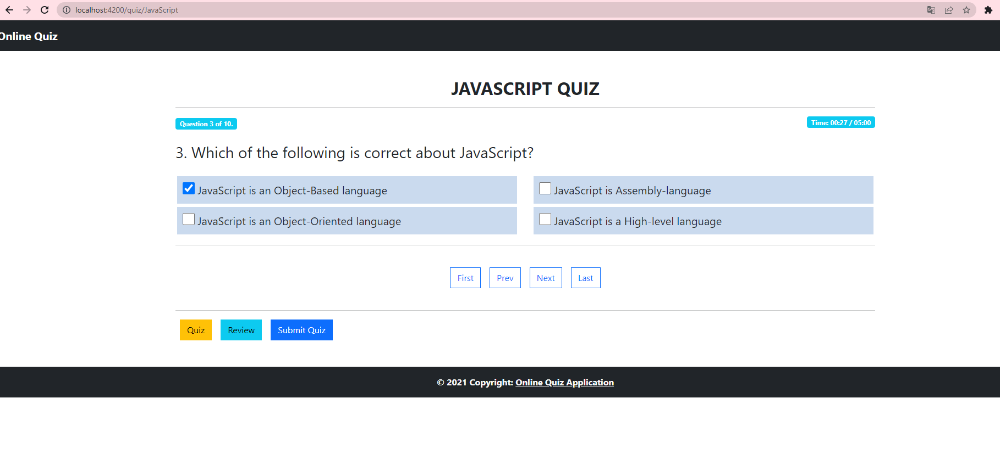 localhost:4200/quiz/JavaScript
Online Quiz
JAVASCRIPT QUIZ
Question 3 of 10.
Time: 00:27 / 05:00
3. Which of the following is correct about JavaScript?
JavaScript is an Object-Based language
JavaScript is Assembly-language
JavaScript is an Object-Oriented language
JavaScript is a High-level language
First Prev Next Last
Quiz Review Submit Quiz
© 2021 Copyright: Online Quiz Application